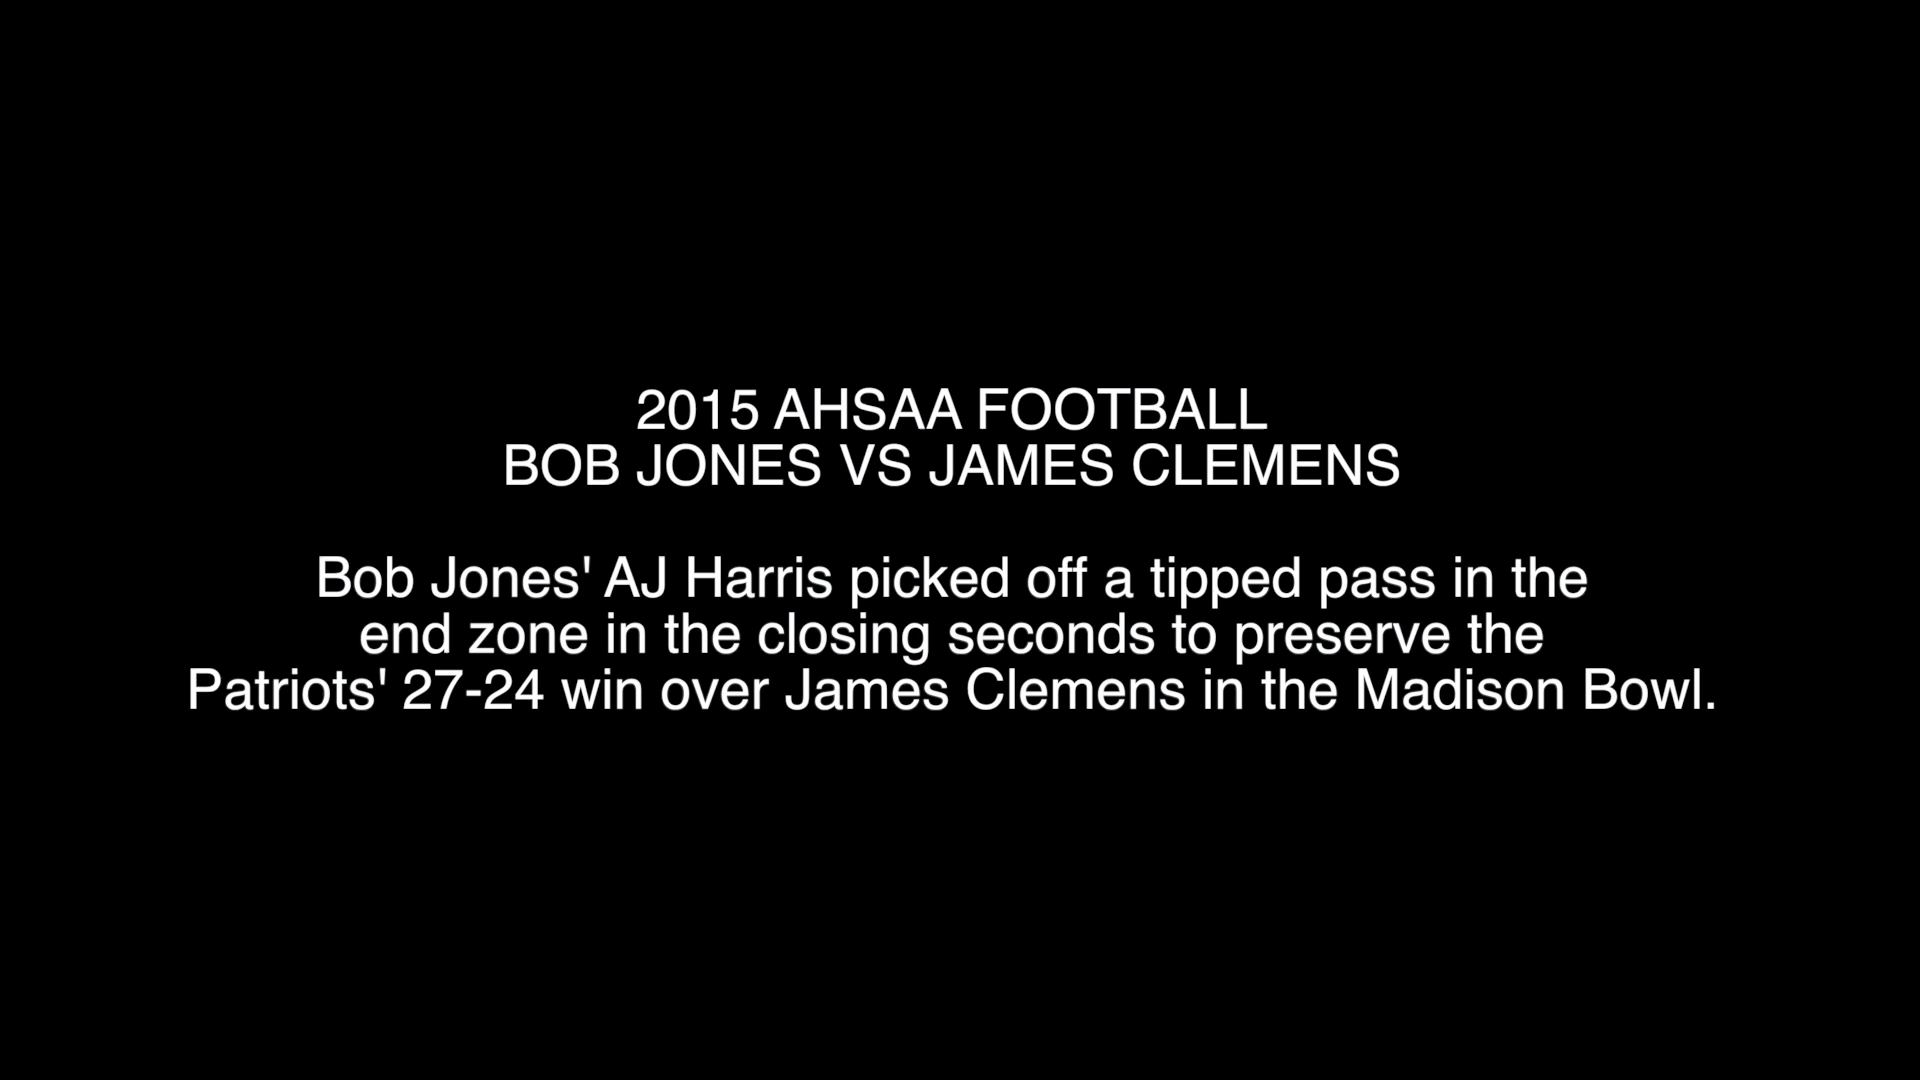 2015 AHSAA FOOTBALL
BOB JONES VS JAMES CLEMENS
Bob Jones' AJ Harris picked off a tipped pass in the
end zone in the closing seconds to preserve the
Patriots' 27-24 win over James Clemens in the Madison Bowl.